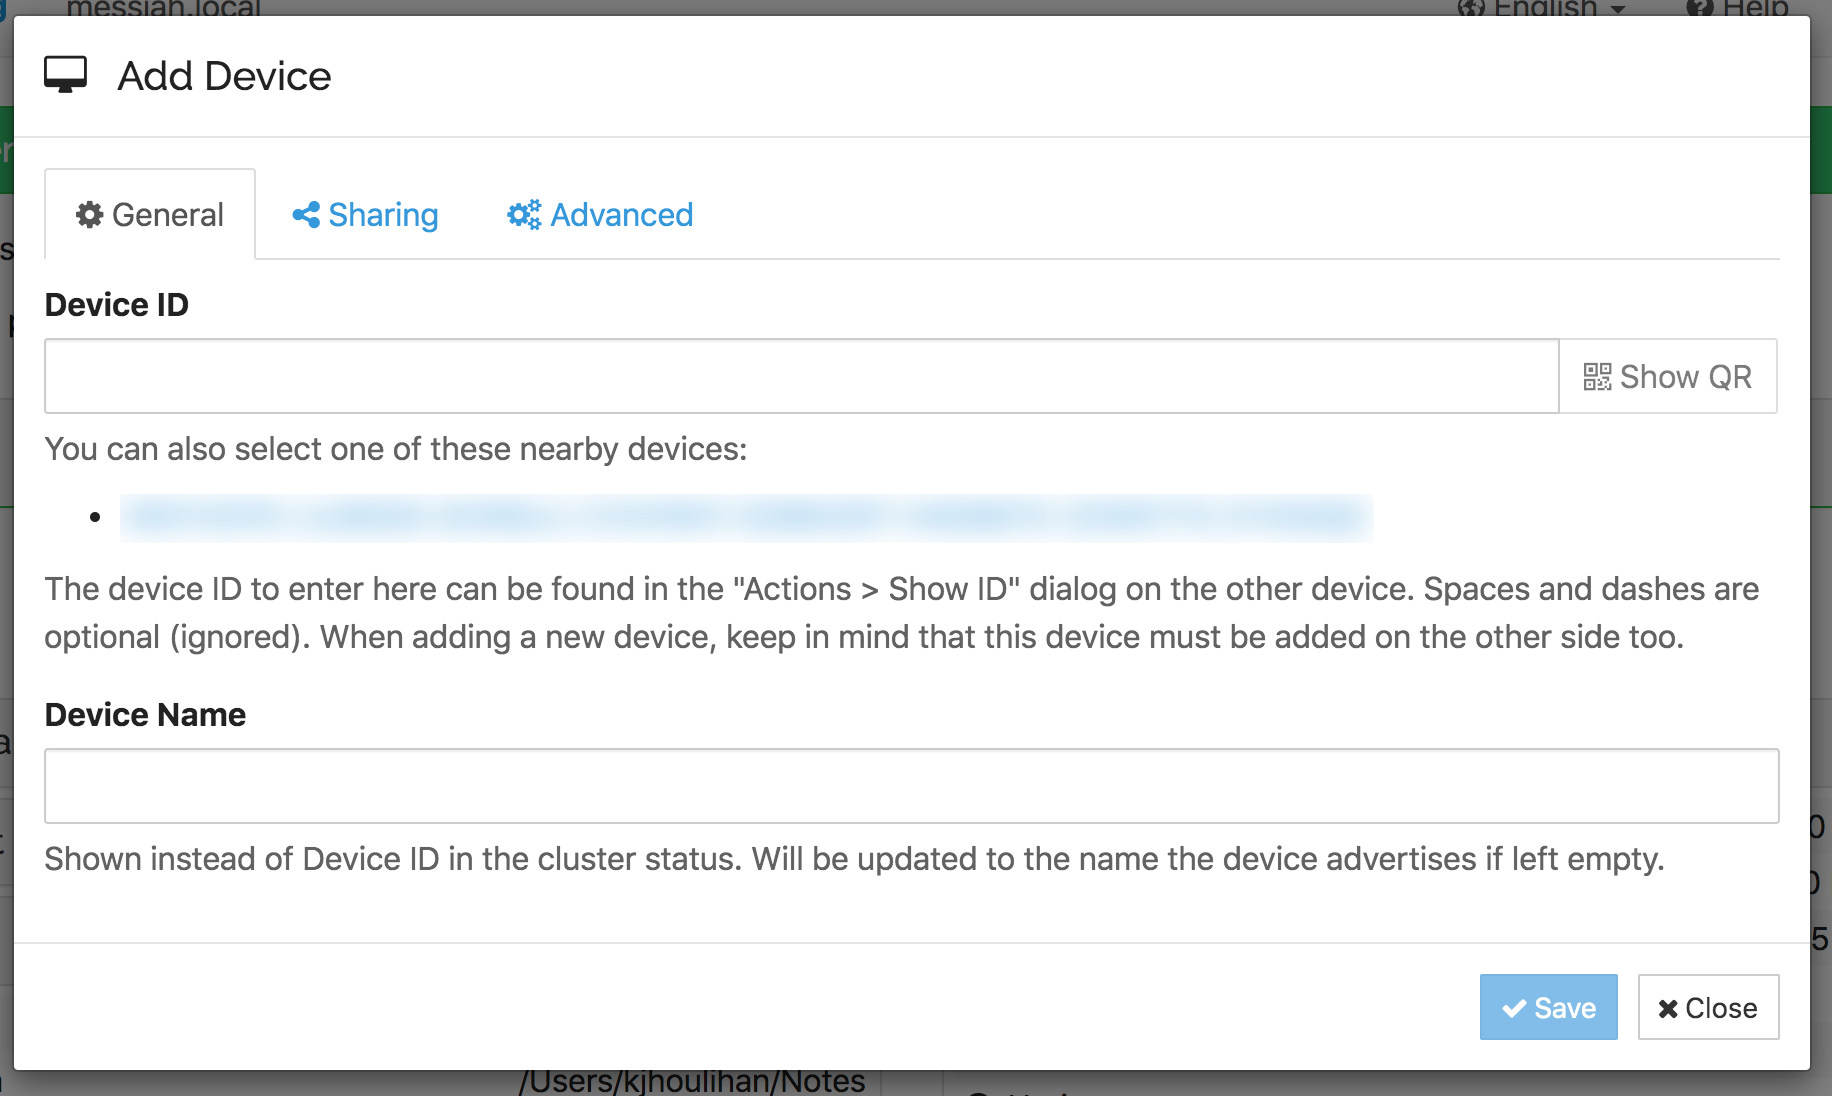 messiah.local
English
Help
Add Device
General
Sharing
Advanced
Device ID
Show QR
You can also select one of these nearby devices:
The device ID to enter here can be found in the "Actions > Show ID" dialog on the other device. Spaces and dashes are
optional (ignored). When adding a new device, keep in mind that this device must be added on the other side too.
Device Name
Shown instead of Device ID in the cluster status. Will be updated to the name the device advertises if left empty.
Save
Close
/Users/kjhoulihan/Notes